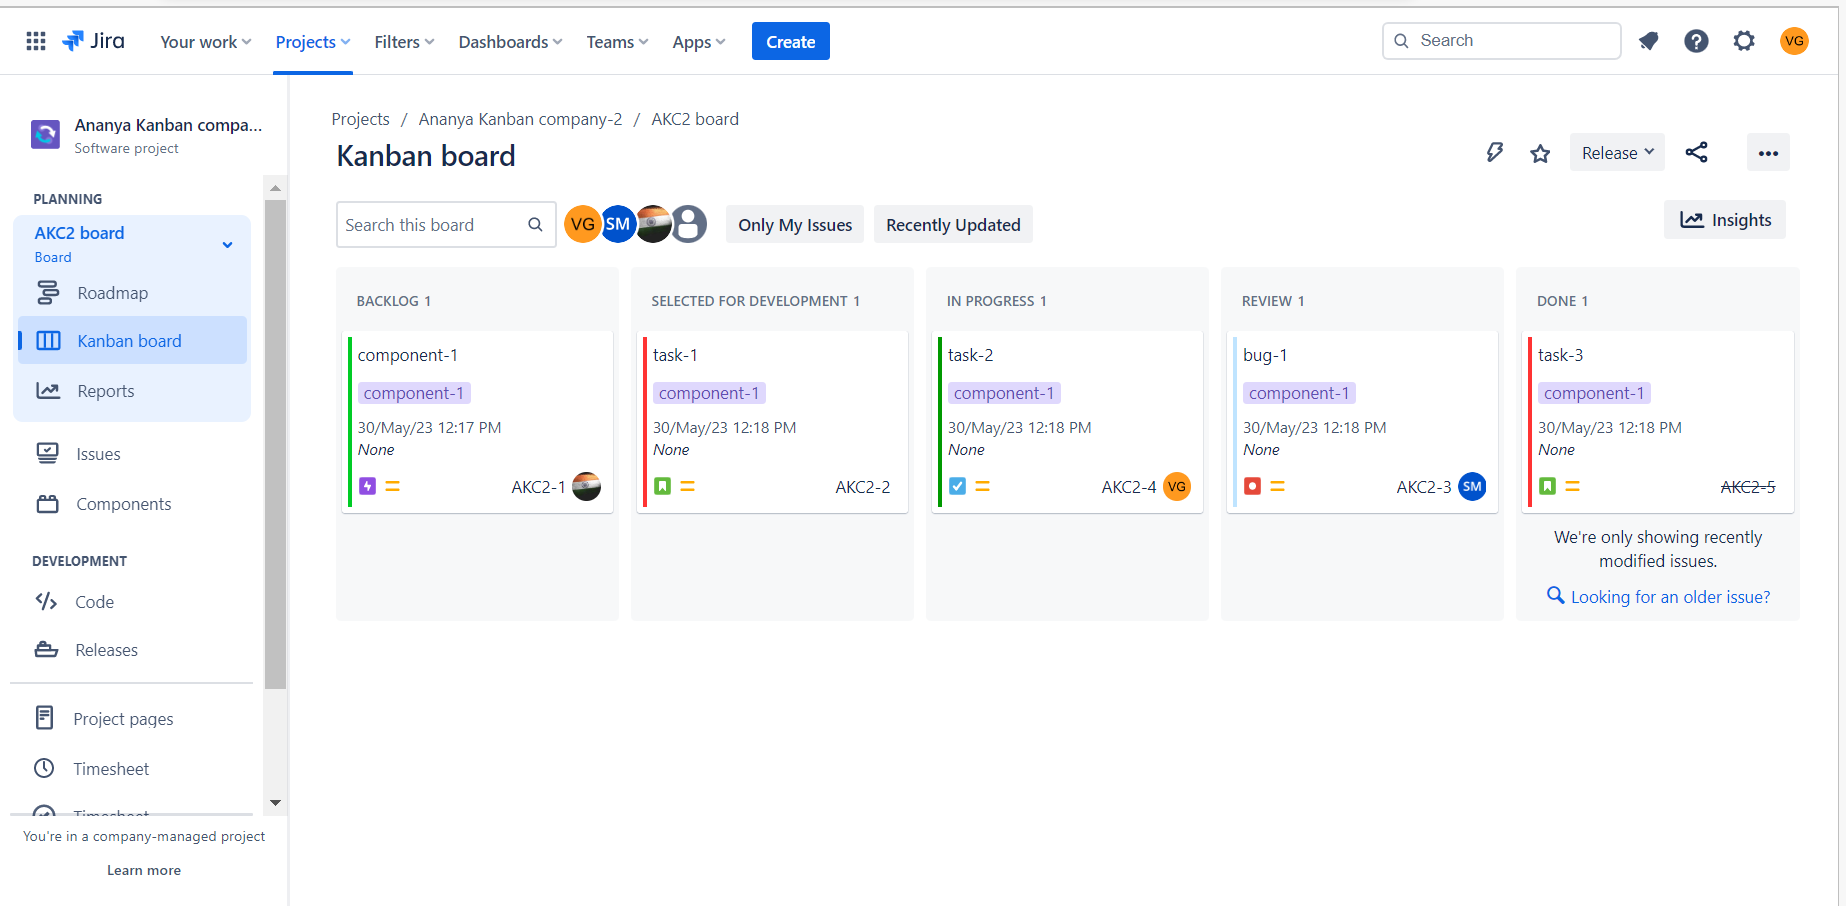 Jira
Your work
Projects
Filters
Dashboards
Teams
Apps
Create
Search
VG
Ananya Kanban compa...
Software project
PLANNING
AKC2 board
Board
Roadmap
Kanban board
Reports
Issues
Components
DEVELOPMENT
Code
Releases
Project pages
Timesheet
Timesheet
You're in a company-managed project
Learn more
Projects / Ananya Kanban company-2 / AKC2 board
Kanban board
Release
Search this board
VG
SM
Only My Issues
Recently Updated
Insights
BACKLOG 1
component-1
component-1
30/May/23 12:17 PM
None
AKC2-1
SELECTED FOR DEVELOPMENT 1
task-1
component-1
30/May/23 12:18 PM
None
AKC2-2
IN PROGRESS 1
task-2
component-1
30/May/23 12:18 PM
None
AKC2-4 VG
REVIEW 1
bug-1
component-1
30/May/23 12:18 PM
None
AKC2-3 SM
DONE 1
task-3
component-1
30/May/23 12:18 PM
None
AKC2-5
We're only showing recently
modified issues.
Looking for an older issue?